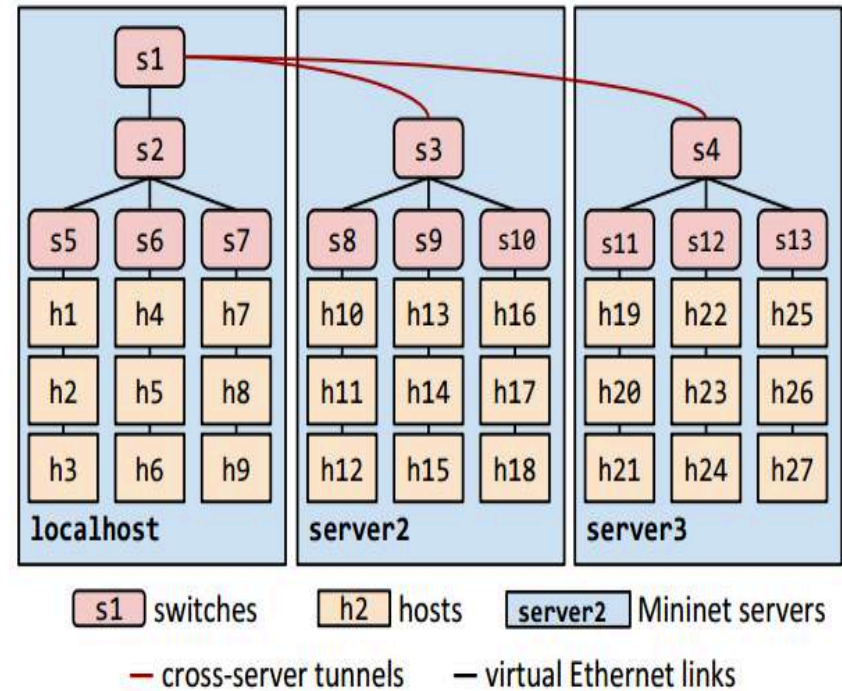 s1
s2 s3 s4
s5 s6 s7 s8 s9 s10 s11 s12 s13
h1 h4 h7 h10 h13 h16 h19 h22 h25
h2 h5 h8 h11 h14 h17 h20 h23 h26
h3 h6 h9 h12 h15 h18 h21 h24 h27
localhost server2 server3
s1 switches h2 hosts server2 Mininet servers
cross-server tunnels virtual Ethernet links